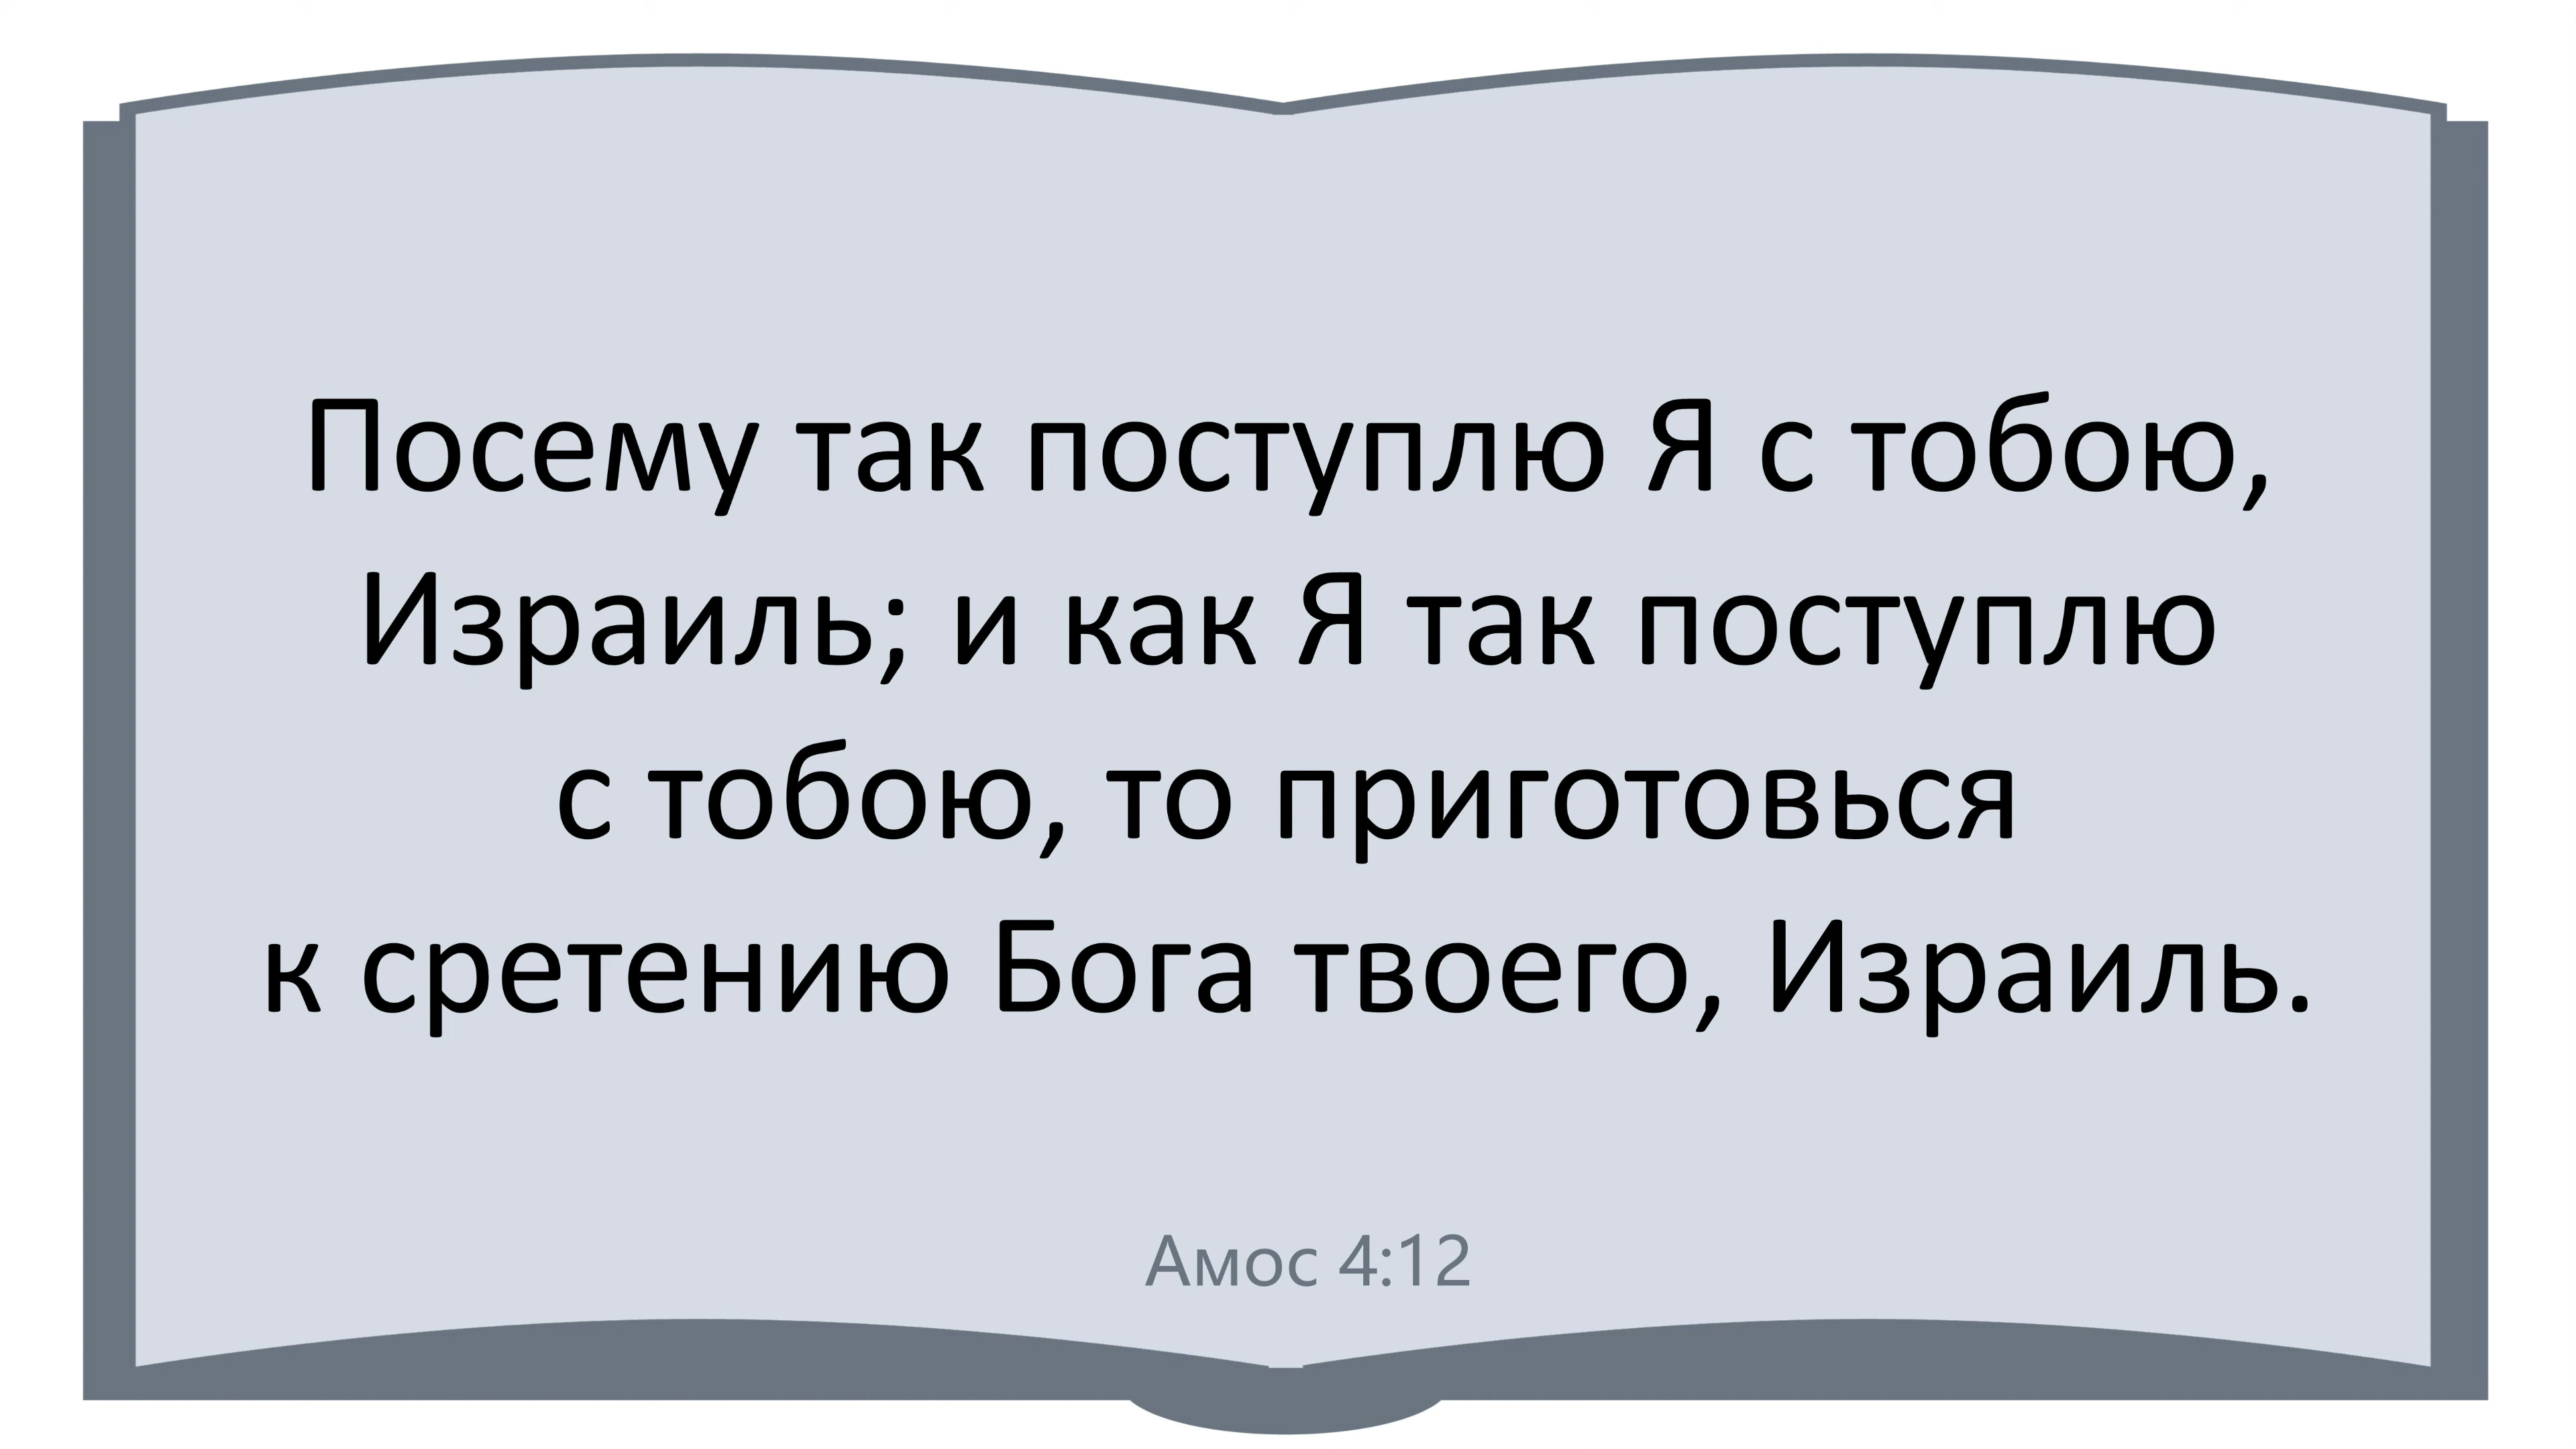 Посему так поступлю Я с тобою,
Израиль; и как Я так поступлю
с тобою, то приготовься
к сретению Бога твоего, Израиль.
Амос 4:12